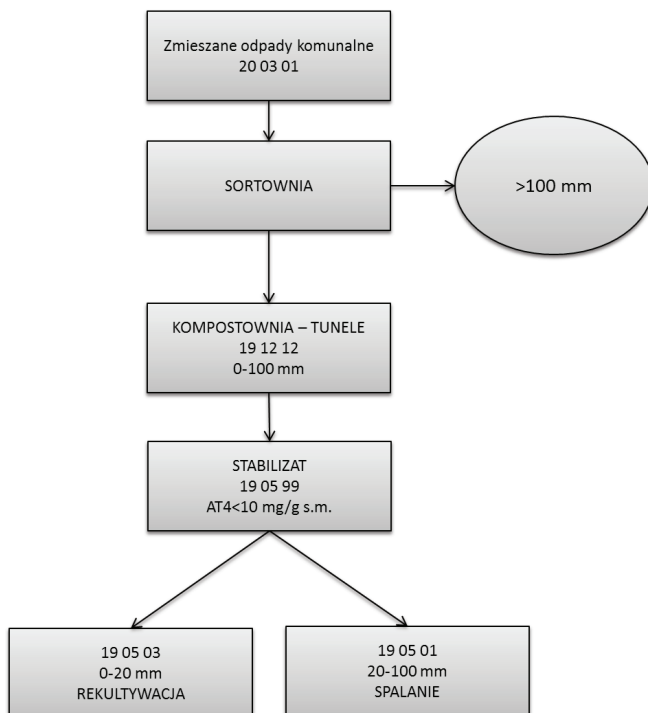 Zmieszane odpady komunalne
20 03 01
SORTOWNIA
>100 mm
KOMPOSTOWNIA – TUNELE
19 12 12
0-100 mm
STABILIZAT
19 05 99
AT4<10 mg/g s.m.
19 05 03
0-20 mm
REKULTYWACJA
19 05 01
20-100 mm
SPALANIE